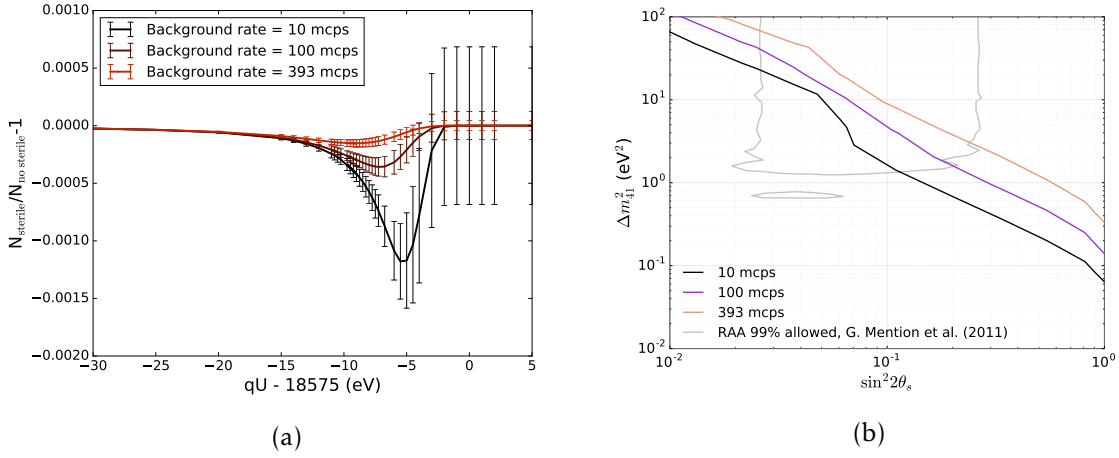 0.0010
0.0005
0.0000
−0.0005
−0.0010
−0.0015
−0.0020
N_sterile/N_no sterile-1
Background rate = 10 mcps
Background rate = 100 mcps
Background rate = 393 mcps
−30 −25 −20 −15 −10 −5 0 5
qU - 18575 (eV)
(a)
10^2
10^1
10^0
10^-1
10^-2
Δm^2_41 (eV^2)
10 mcps
100 mcps
393 mcps
RAA 99% allowed, G. Mention et al. (2011)
10^-2 10^-1 10^0
sin^2 2θ_s
(b)